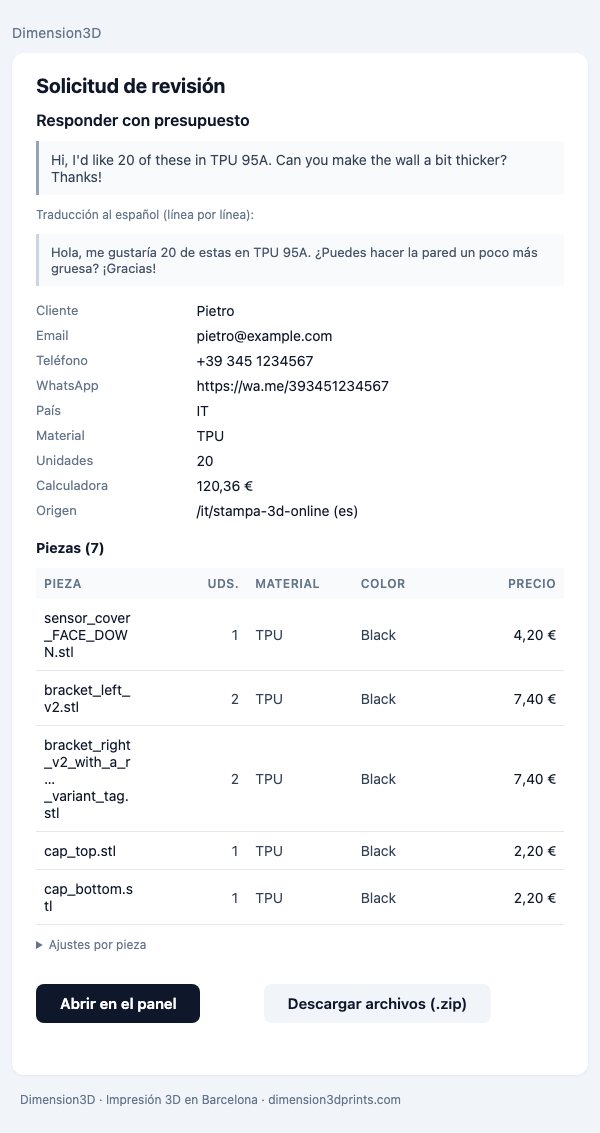 Dimension3D
Solicitud de revisión
Responder con presupuesto
Hi, I'd like 20 of these in TPU 95A. Can you make the wall a bit thicker?
Thanks!
Traducción al español (línea por línea):
Hola, me gustaría 20 de estas en TPU 95A. ¿Puedes hacer la pared un poco más
gruesa? ¡Gracias!
Cliente Pietro
Email pietro@example.com
Teléfono +39 345 1234567
WhatsApp https://wa.me/393451234567
País IT
Material TPU
Unidades 20
Calculadora 120,36 €
Origen /it/stampa-3d-online (es)
Piezas (7)
PIEZA UDS. MATERIAL COLOR PRECIO
sensor_cover
_FACE_DOW
N.stl
1 TPU Black 4,20 €
bracket_left_
v2.stl
2 TPU Black 7,40 €
bracket_right
_v2_with_a_r
…
_variant_tag.
stl
2 TPU Black 7,40 €
cap_top.stl 1 TPU Black 2,20 €
cap_bottom.s
tl
1 TPU Black 2,20 €
▶ Ajustes por pieza
Abrir en el panel
Descargar archivos (.zip)
Dimension3D · Impresión 3D en Barcelona · dimension3dprints.com